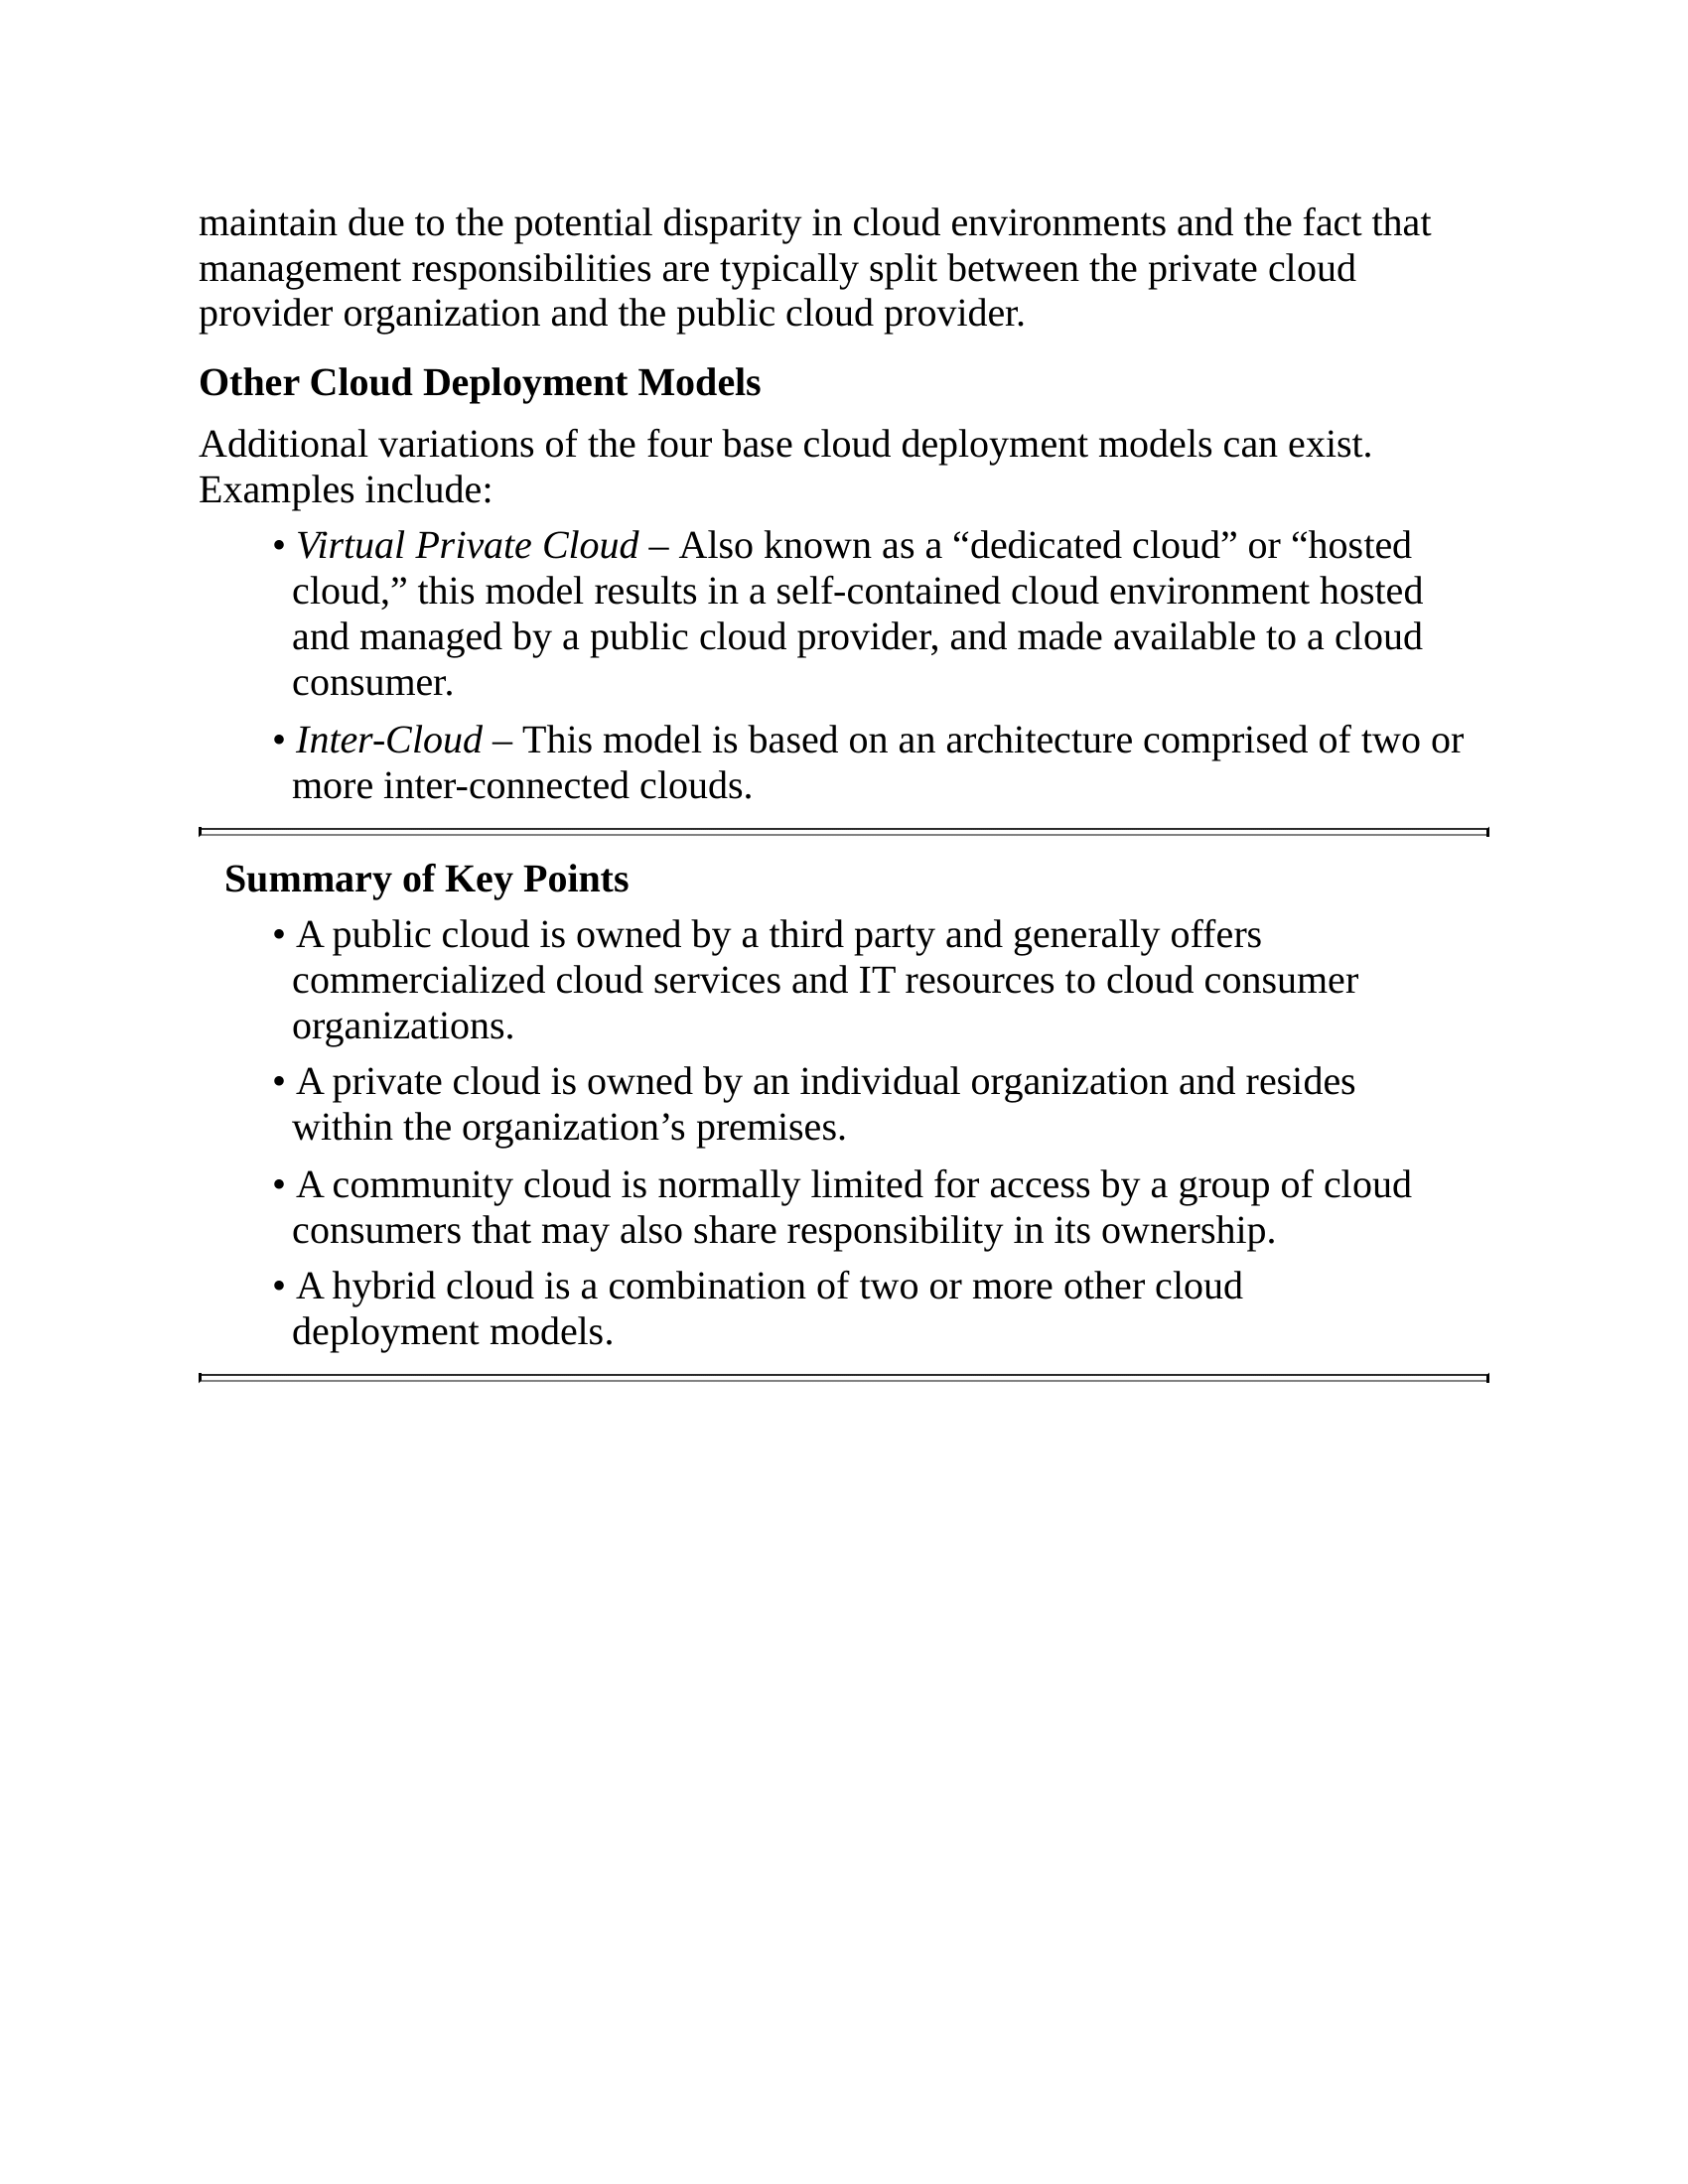 maintain due to the potential disparity in cloud environments and the fact that
management responsibilities are typically split between the private cloud
provider organization and the public cloud provider.
Other Cloud Deployment Models
Additional variations of the four base cloud deployment models can exist.
Examples include:
• Virtual Private Cloud – Also known as a “dedicated cloud” or “hosted
cloud,” this model results in a self-contained cloud environment hosted
and managed by a public cloud provider, and made available to a cloud
consumer.
• Inter-Cloud – This model is based on an architecture comprised of two or
more inter-connected clouds.
Summary of Key Points
• A public cloud is owned by a third party and generally offers
commercialized cloud services and IT resources to cloud consumer
organizations.
• A private cloud is owned by an individual organization and resides
within the organization’s premises.
• A community cloud is normally limited for access by a group of cloud
consumers that may also share responsibility in its ownership.
• A hybrid cloud is a combination of two or more other cloud
deployment models.